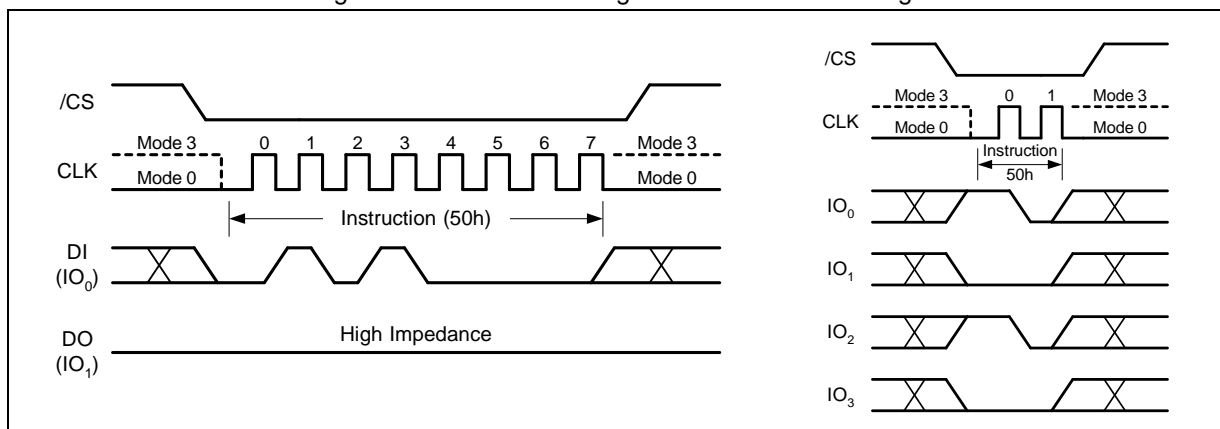 /CS
Mode 3
0 1 2 3 4 5 6 7
Mode 3
CLK
Mode 0
Mode 0
Instruction (50h)
DI
(IO0)
DO
(IO1)
High Impedance
/CS
Mode 3
0 1
Mode 3
CLK
Mode 0
Mode 0
Instruction
50h
IO0
IO1
IO2
IO3